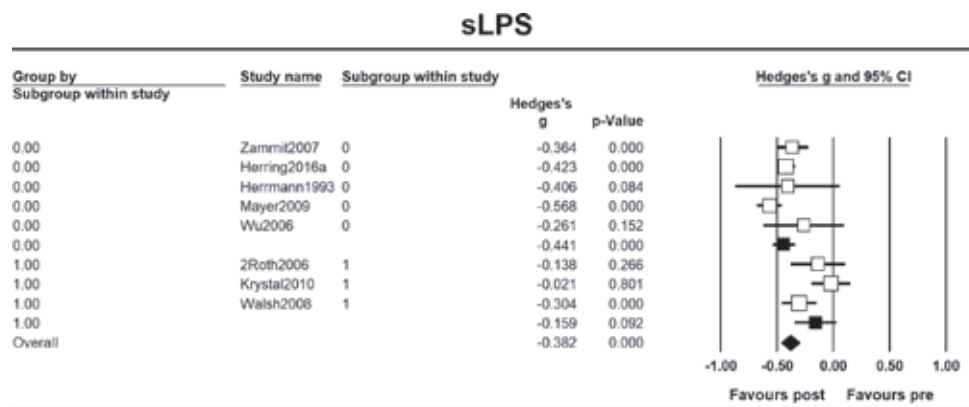 sLPS
Group by Study name Subgroup within study Hedges's g and 95% CI
Subgroup within study
Hedges's
g p-Value
0.00 Zammit2007 0 -0.364 0.000
0.00 Herring2016a 0 -0.423 0.000
0.00 Herrmann1993 0 -0.406 0.084
0.00 Mayer2009 0 -0.568 0.000
0.00 Wu2006 0 -0.261 0.152
0.00 -0.441 0.000
1.00 2Roth2006 1 -0.138 0.266
1.00 Krystal2010 1 -0.021 0.801
1.00 Walsh2008 1 -0.304 0.000
1.00 -0.159 0.092
Overall -0.382 0.000
-1.00 -0.50 0.00 0.50 1.00
Favours post Favours pre